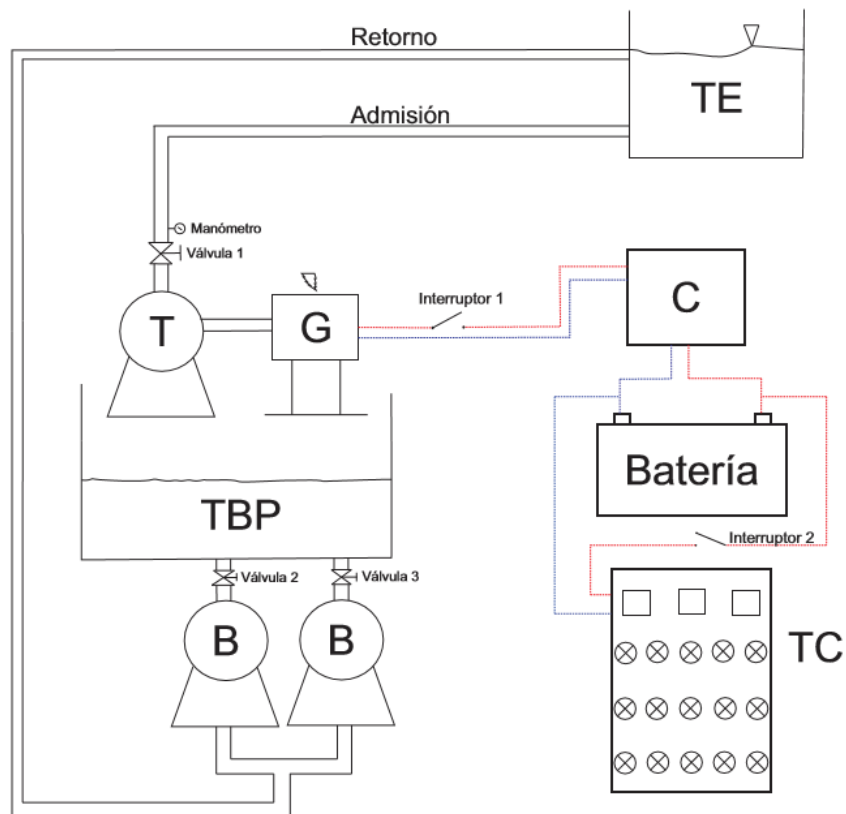 Retorno
TE
Admisión
Manómetro
Válvula 1
T
G
Interruptor 1
C
Batería
TBP
Interruptor 2
Válvula 2
Válvula 3
B
B
TC